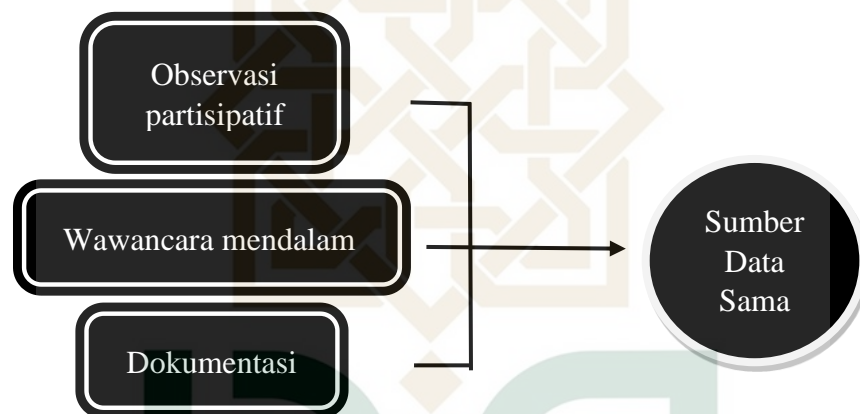 Observasi
partisipatif
Wawancara mendalam
Dokumentasi
Sumber
Data
Sama